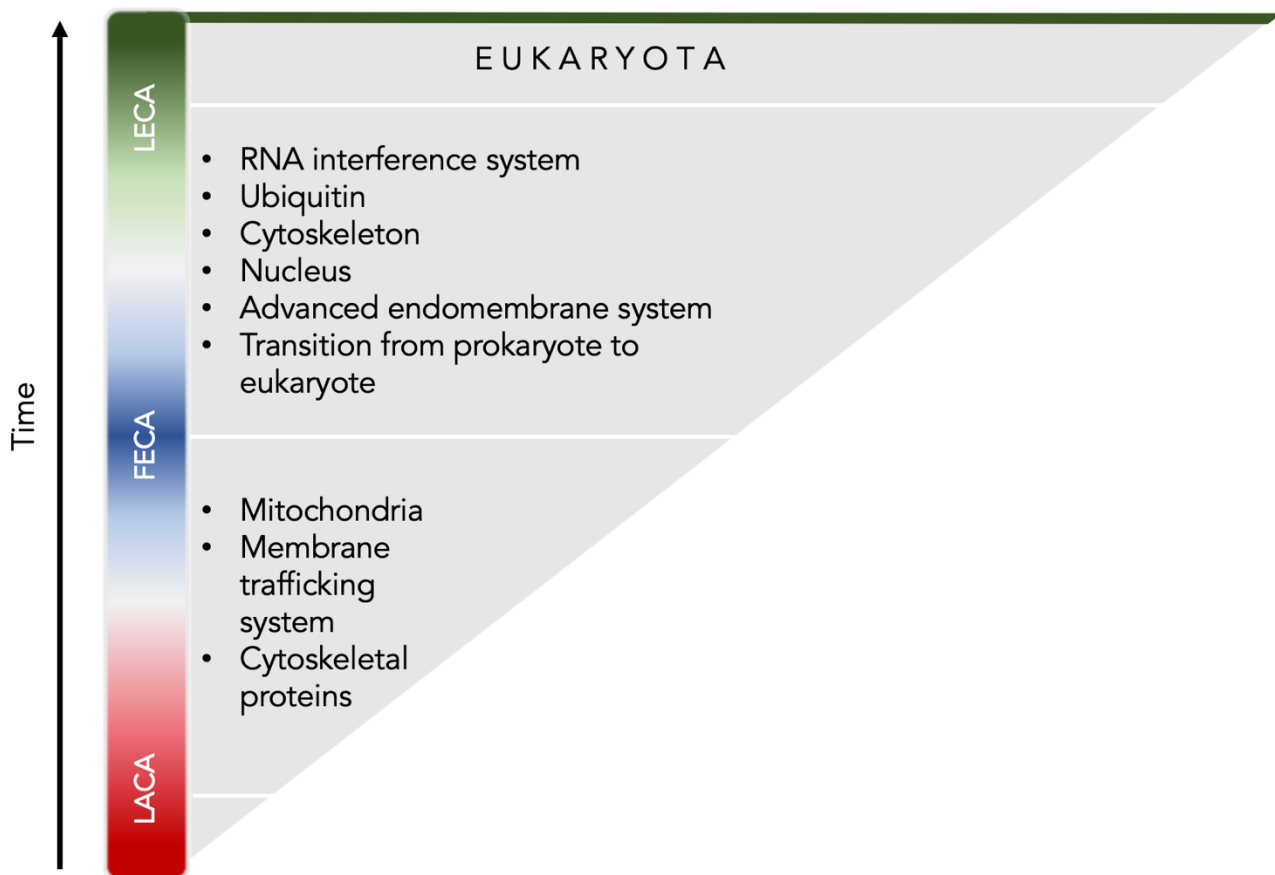 EUKARYOTA
LECA
• RNA interference system
• Ubiquitin
• Cytoskeleton
• Nucleus
• Advanced endomembrane system
• Transition from prokaryote to
eukaryote
Time
FECA
• Mitochondria
• Membrane
trafficking
system
• Cytoskeletal
proteins
LACA